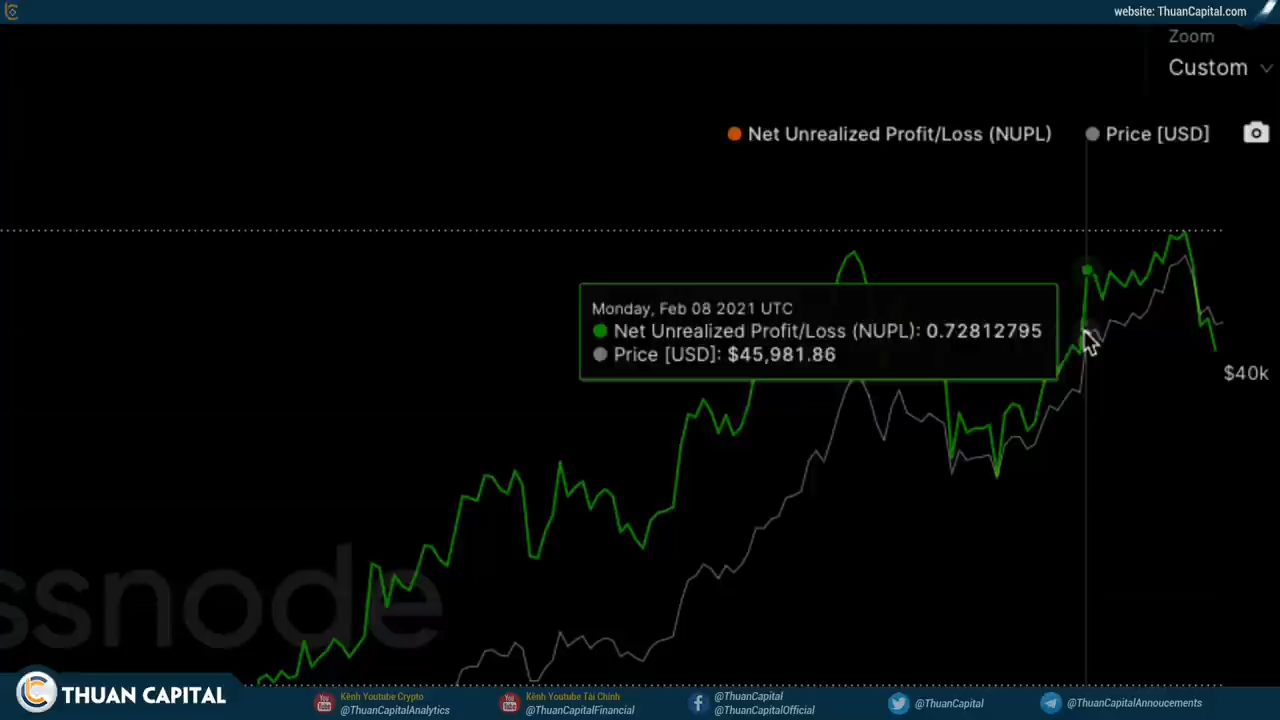 website: ThuanCapital.com
Zoom
Custom
Net Unrealized Profit/Loss (NUPL)
Price [USD]
Monday, Feb 08 2021 UTC
Net Unrealized Profit/Loss (NUPL): 0.72812795
Price [USD]: $45,981.86
$40k
ssnode
THUAN CAPITAL
Kênh Youtube Crypto
@ThuanCapitalAnalytics
Kênh Youtube Tài Chính
@ThuanCapitalFinancial
@ThuanCapital
@ThuanCapitalOfficial
@ThuanCapital
@ThuanCapitalAnnoucements